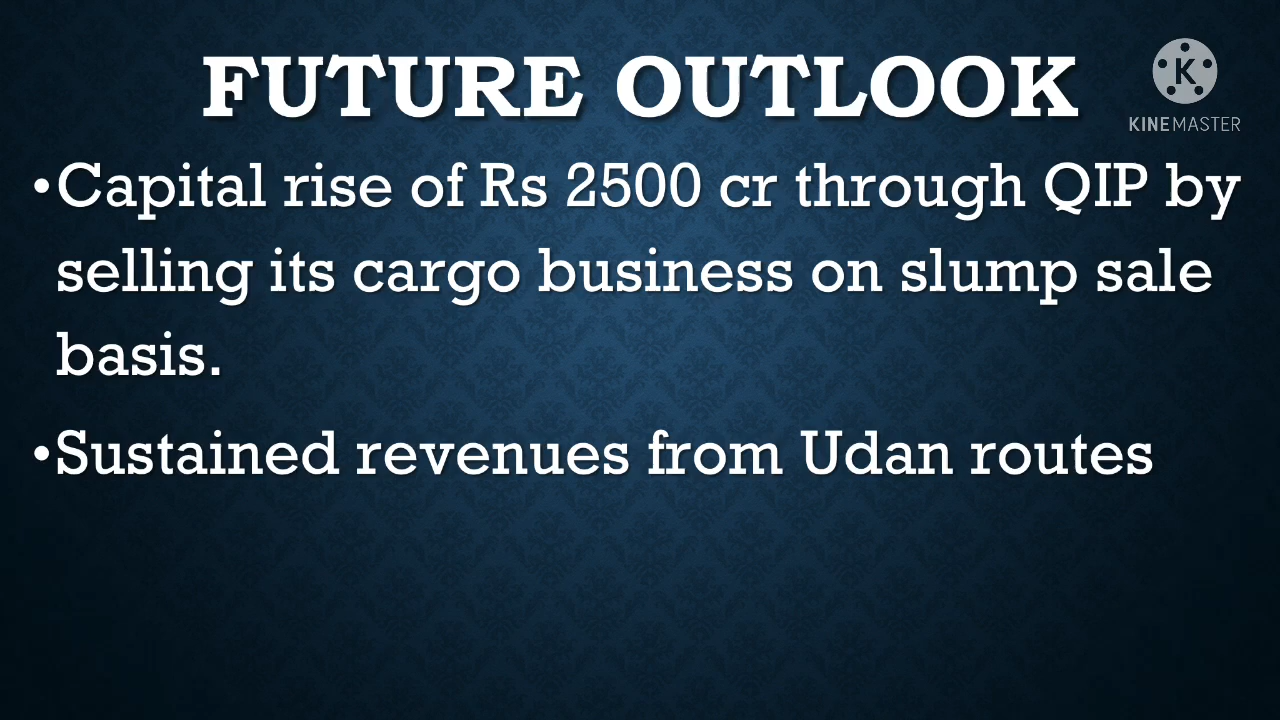 FUTURE OUTLOOK
K
KINEMASTER
•Capital rise of Rs 2500 cr through QIP by
selling its cargo business on slump sale
basis.
•Sustained revenues from Udan routes